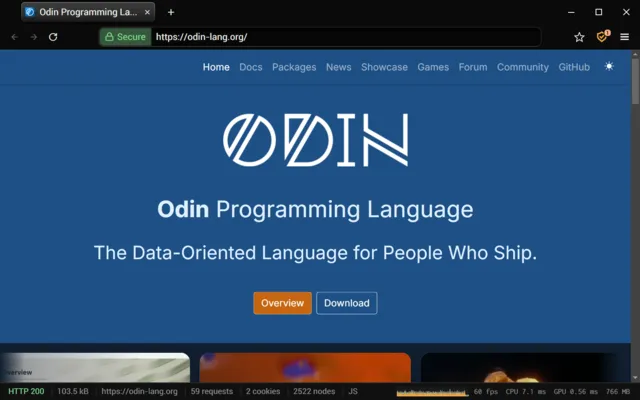 Odin Programming La...
Secure
https://odin-lang.org/
1
Home Docs Packages News Showcase Games Forum Community GitHub
ODIN
Odin Programming Language
The Data-Oriented Language for People Who Ship.
Overview Download
HTTP 200 103.5 kB https://odin-lang.org 59 requests 2 cookies 2522 nodes JS 60 fps CPU 7.1 ms GPU 0.56 ms 766 MB